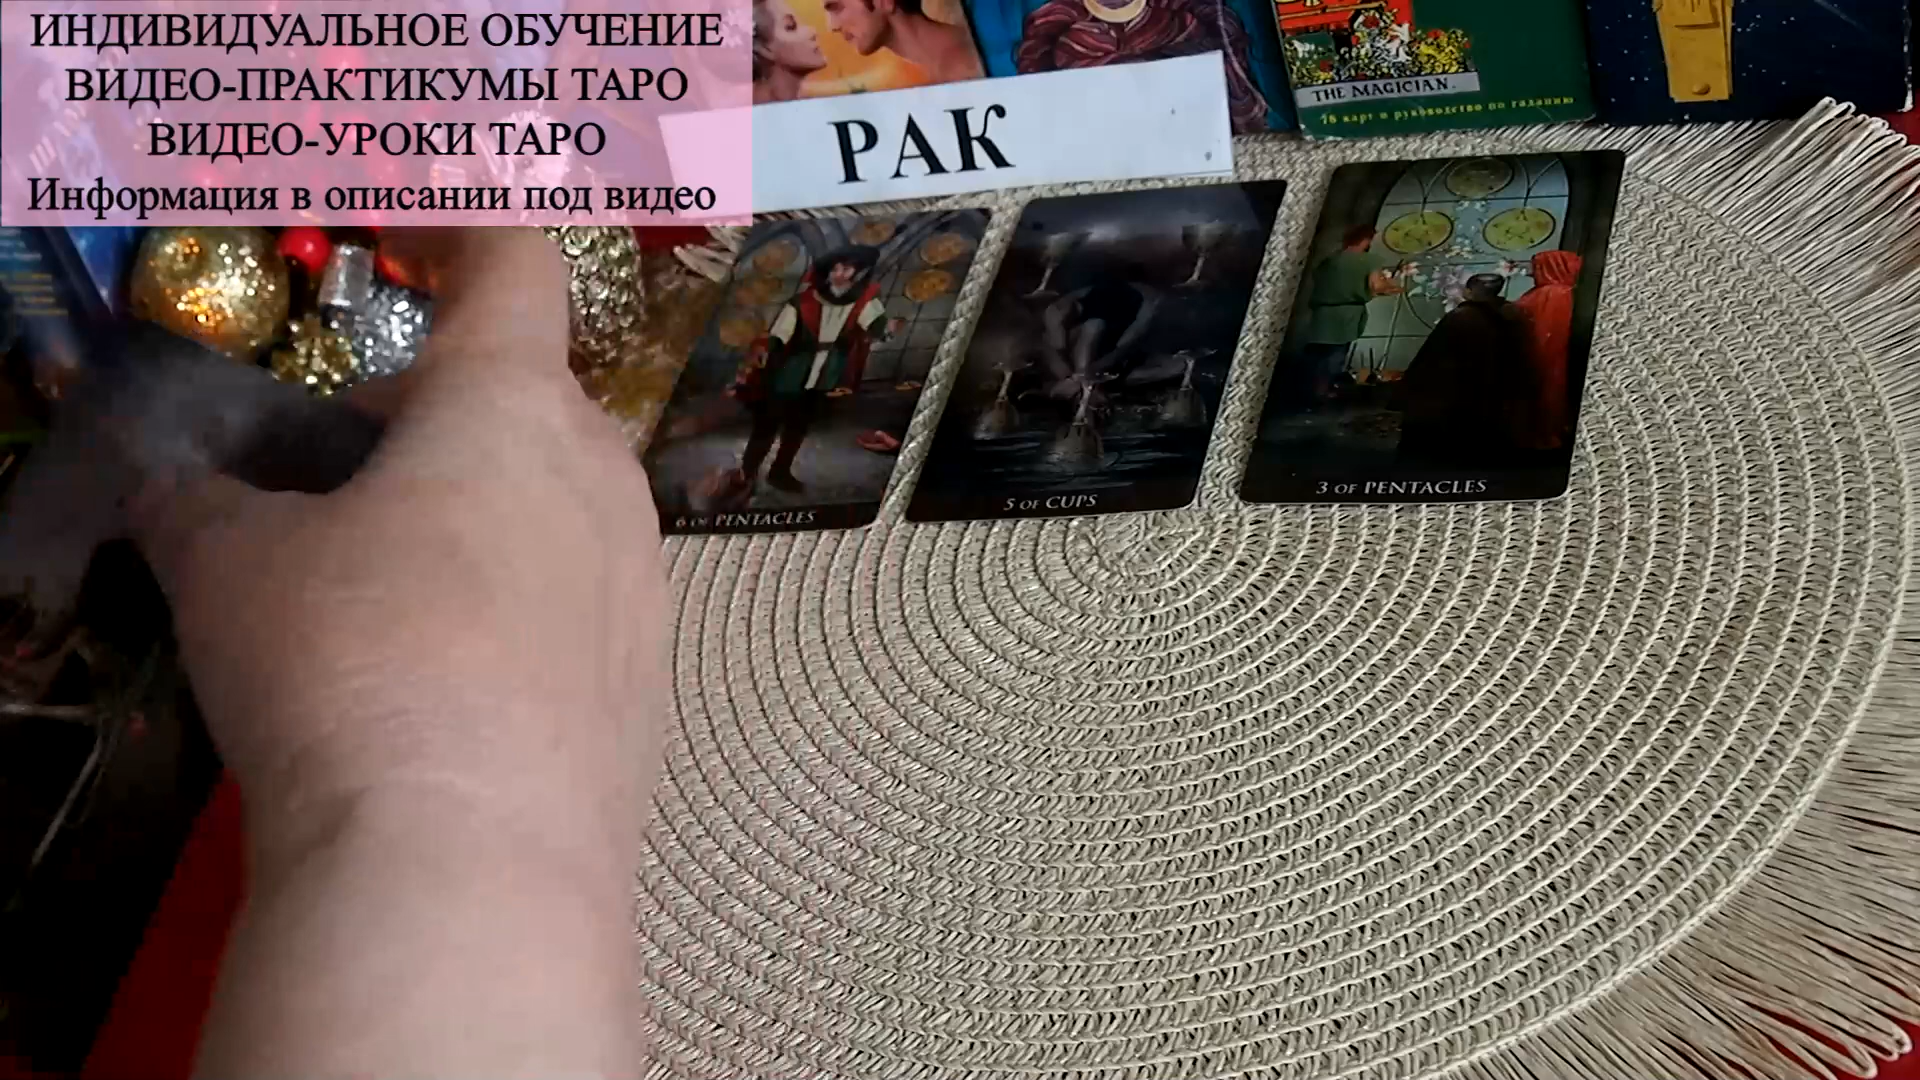 ИНДИВИДУАЛЬНОЕ ОБУЧЕНИЕ
ВИДЕО-ПРАКТИКУМЫ ТАРО
ВИДЕО-УРОКИ ТАРО
Информация в описании под видео
THE MAGICIAN.
78 карт и руководство по гаданию
РАК
6 OF PENTACLES
5 OF CUPS
3 OF PENTACLES